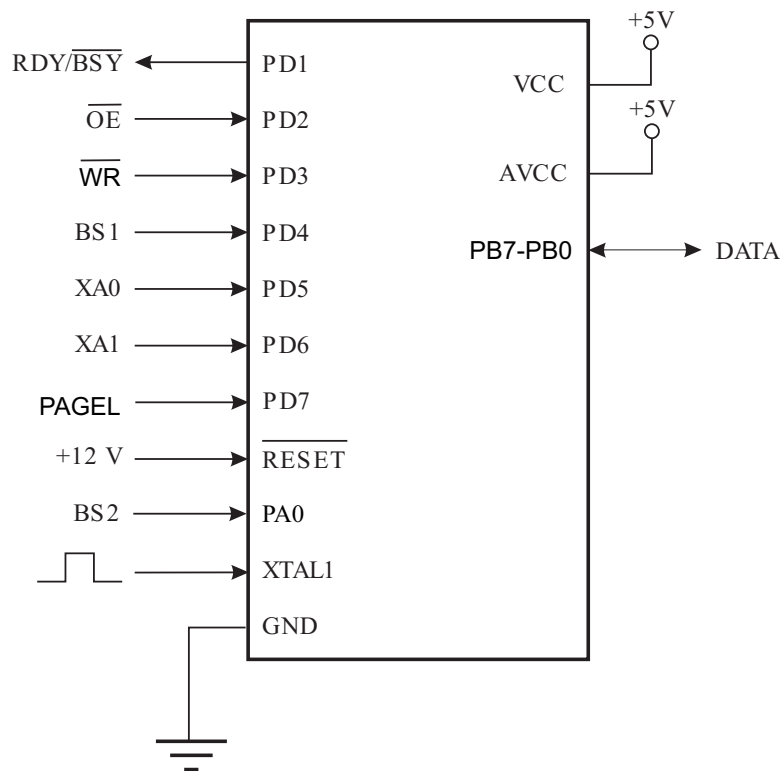 RDY/BSY
OE
WR
BS1
XA0
XA1
PAGEL
+12 V
BS2
PD1
PD2
PD3
PD4
PD5
PD6
PD7
RESET
PA0
XTAL1
GND
+5V
VCC
+5V
AVCC
PB7-PB0
DATA